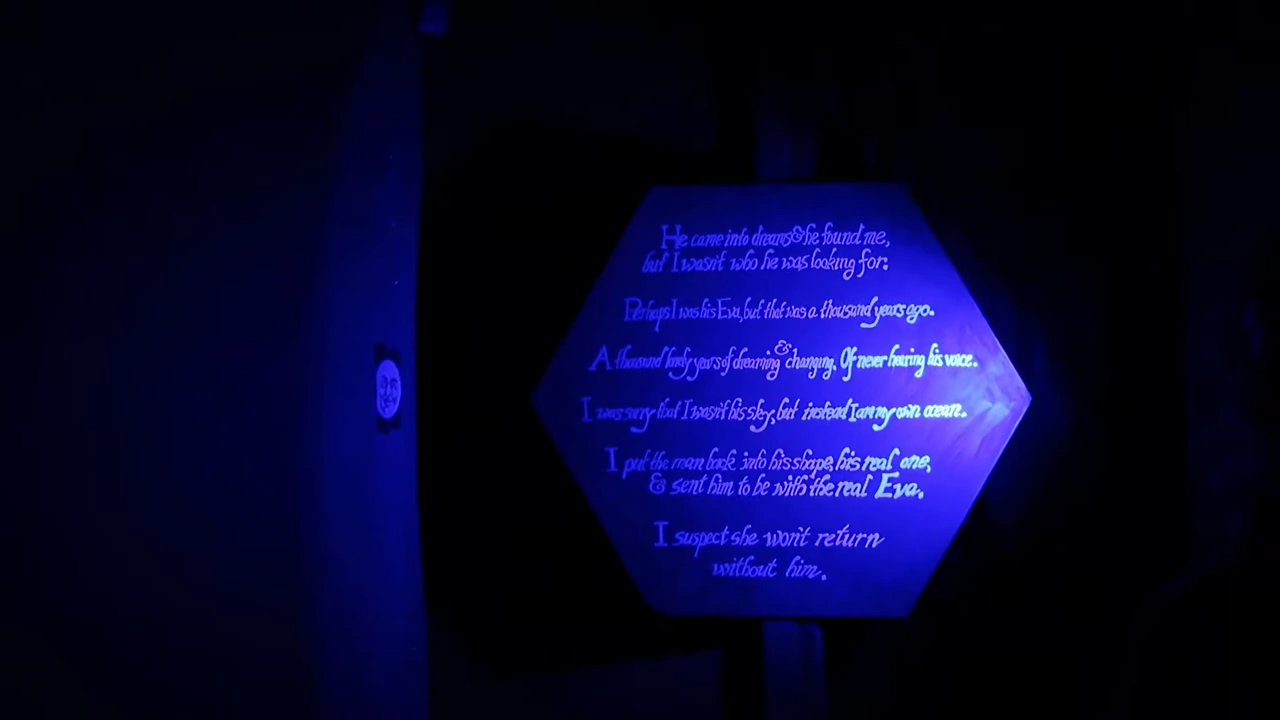 He came into dreams & he found me,
but I wasn't who he was looking for.
Perhaps I was his Eva, but that was a thousand years ago.
A thousand lonely years of dreaming & changing. Of never hearing his voice.
I was sorry that I wasn't his sky, but instead I am my own ocean.
I put the man back into his shape, his real one,
& sent him to be with the real Eva.
I suspect she won't return
without him.